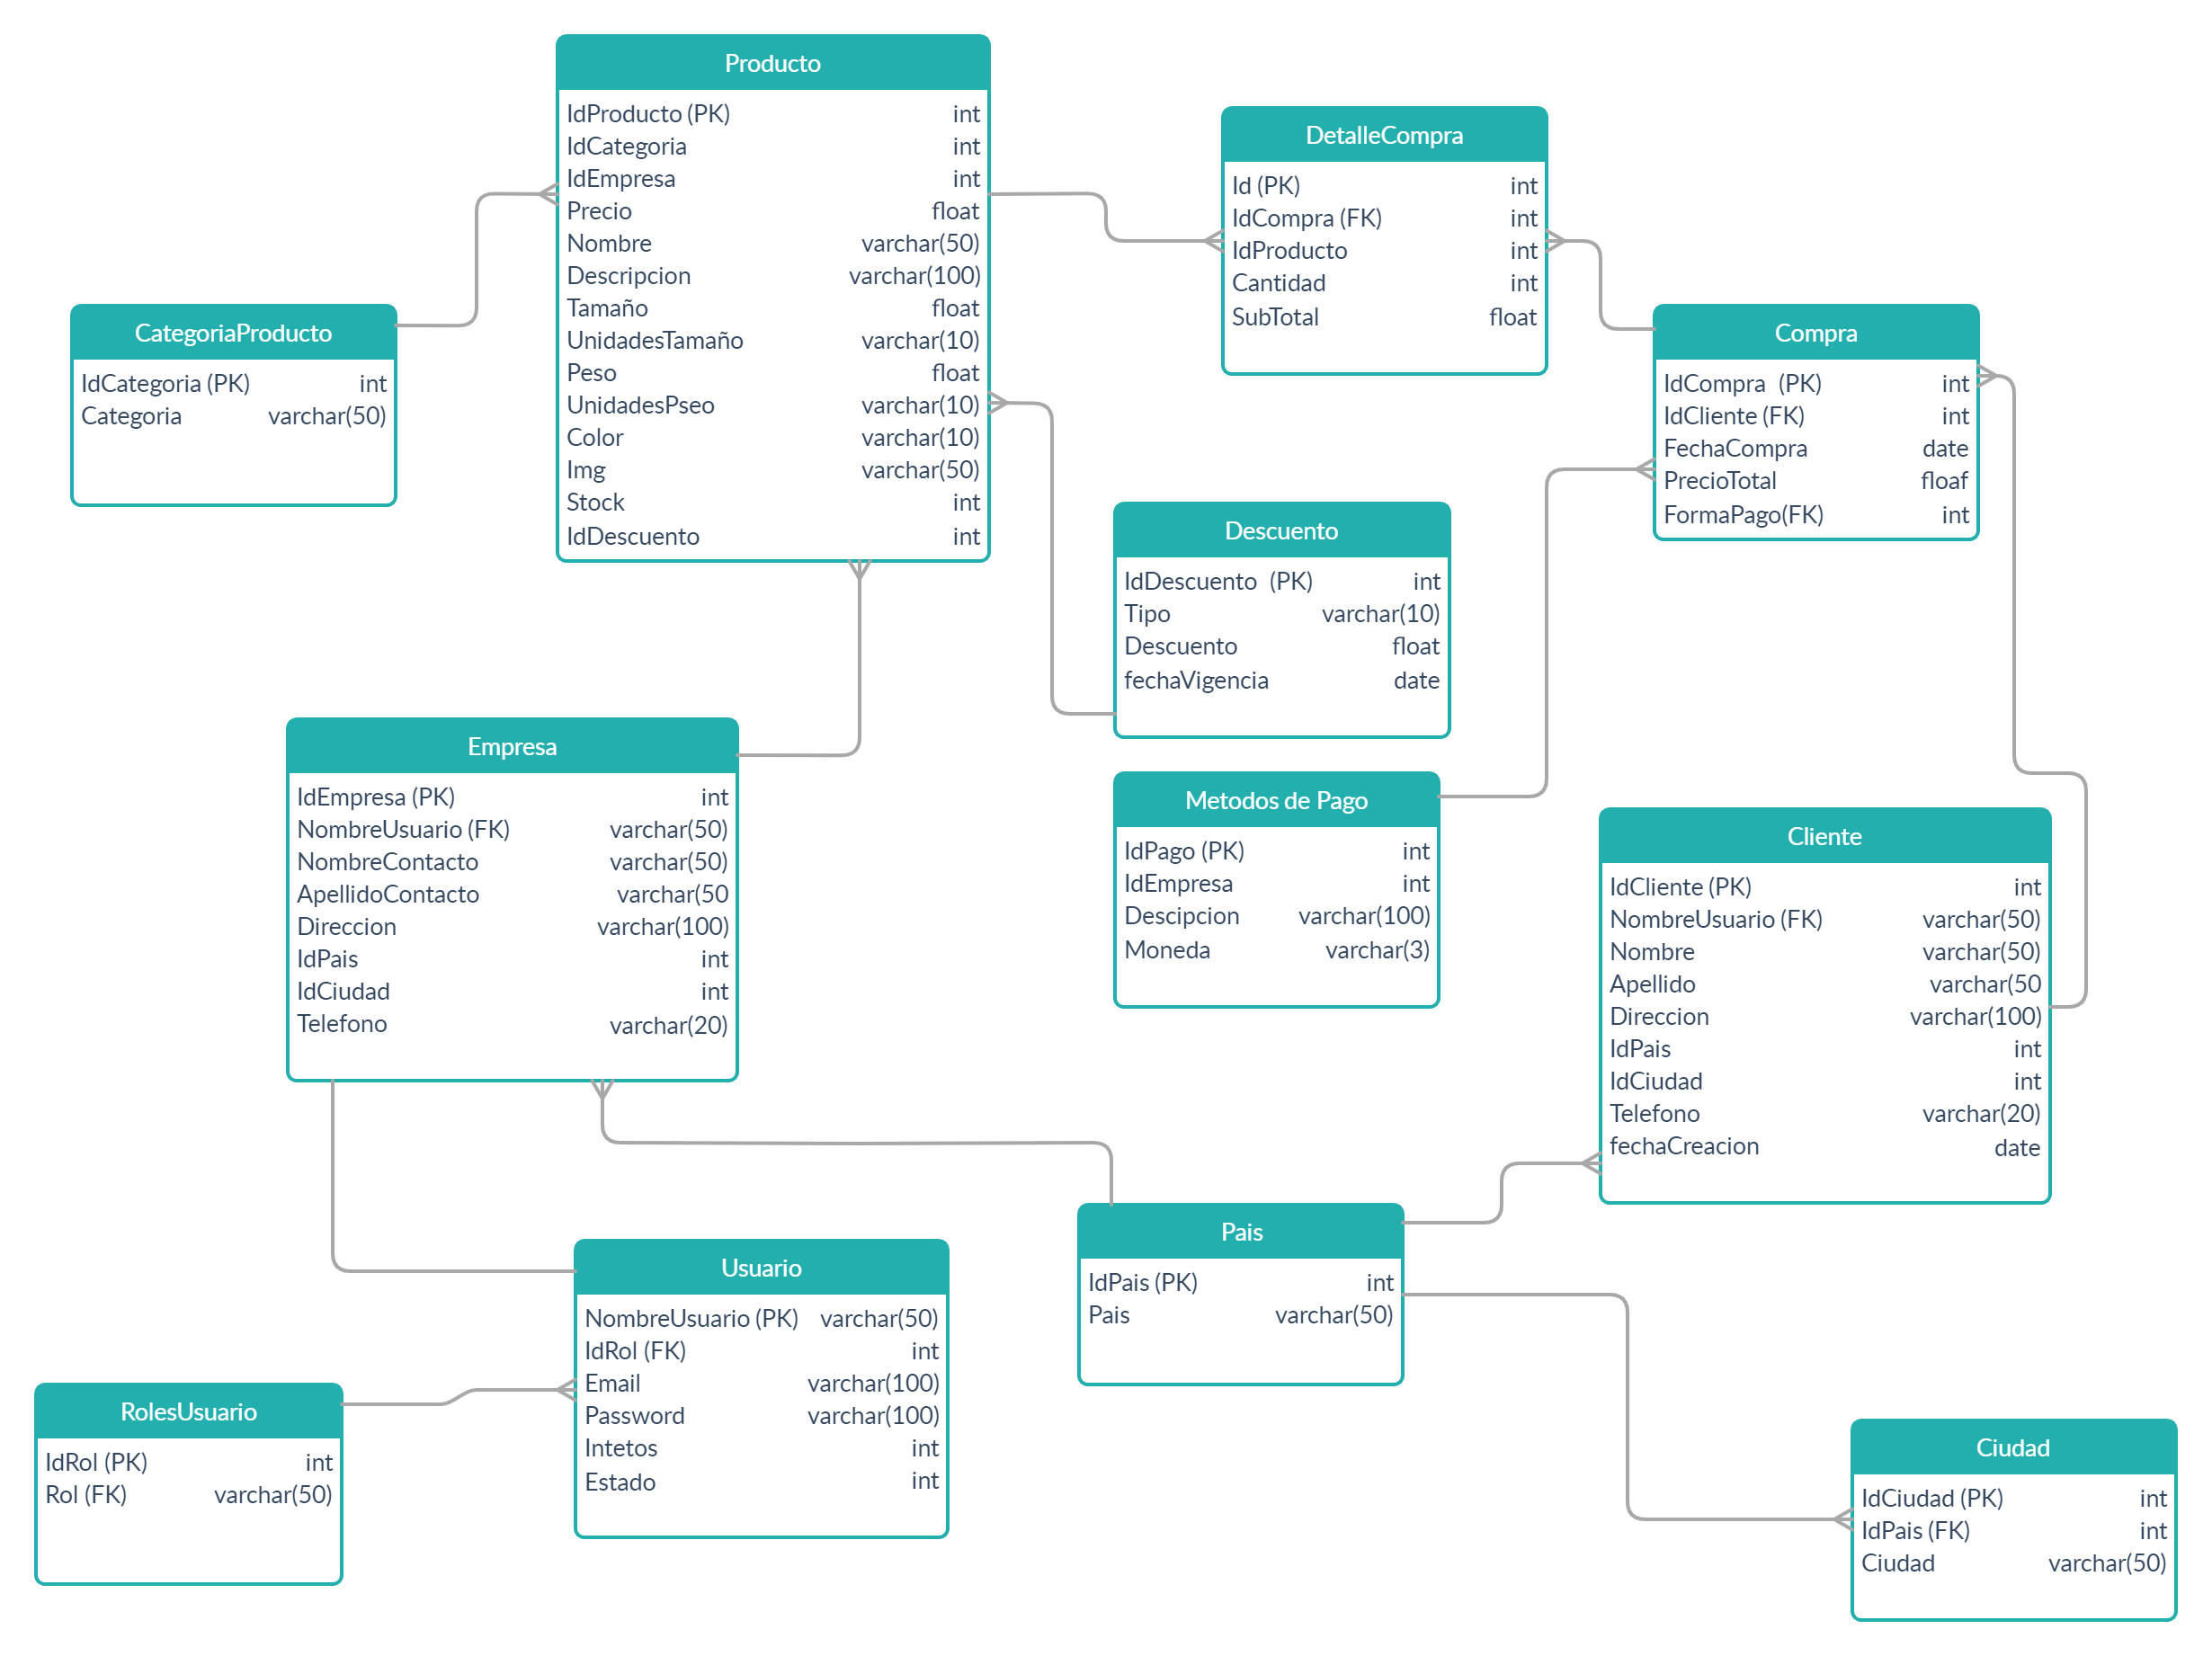 Producto
IdProducto (PK) int
IdCategoria int
IdEmpresa int
Precio float
Nombre varchar(50)
Descripcion varchar(100)
Tamaño float
UnidadesTamaño varchar(10)
Peso float
UnidadesPseo varchar(10)
Color varchar(10)
Img varchar(50)
Stock int
IdDescuento int
DetalleCompra
Id (PK) int
IdCompra (FK) int
IdProducto int
Cantidad int
SubTotal float
CategoriaProducto
IdCategoria (PK) int
Categoria varchar(50)
Compra
IdCompra (PK) int
IdCliente (FK) int
FechaCompra date
PrecioTotal floaf
FormaPago(FK) int
Descuento
IdDescuento (PK) int
Tipo varchar(10)
Descuento float
fechaVigencia date
Empresa
IdEmpresa (PK) int
NombreUsuario (FK) varchar(50)
NombreContacto varchar(50)
ApellidoContacto varchar(50
Direccion varchar(100)
IdPais int
IdCiudad int
Telefono varchar(20)
Metodos de Pago
IdPago (PK) int
IdEmpresa int
Descipcion varchar(100)
Moneda varchar(3)
Cliente
IdCliente (PK) int
NombreUsuario (FK) varchar(50)
Nombre varchar(50)
Apellido varchar(50
Direccion varchar(100)
IdPais int
IdCiudad int
Telefono varchar(20)
fechaCreacion date
Pais
IdPais (PK) int
Pais varchar(50)
Usuario
NombreUsuario (PK) varchar(50)
IdRol (FK) int
Email varchar(100)
Password varchar(100)
Intetos int
Estado int
RolesUsuario
IdRol (PK) int
Rol (FK) varchar(50)
Ciudad
IdCiudad (PK) int
IdPais (FK) int
Ciudad varchar(50)